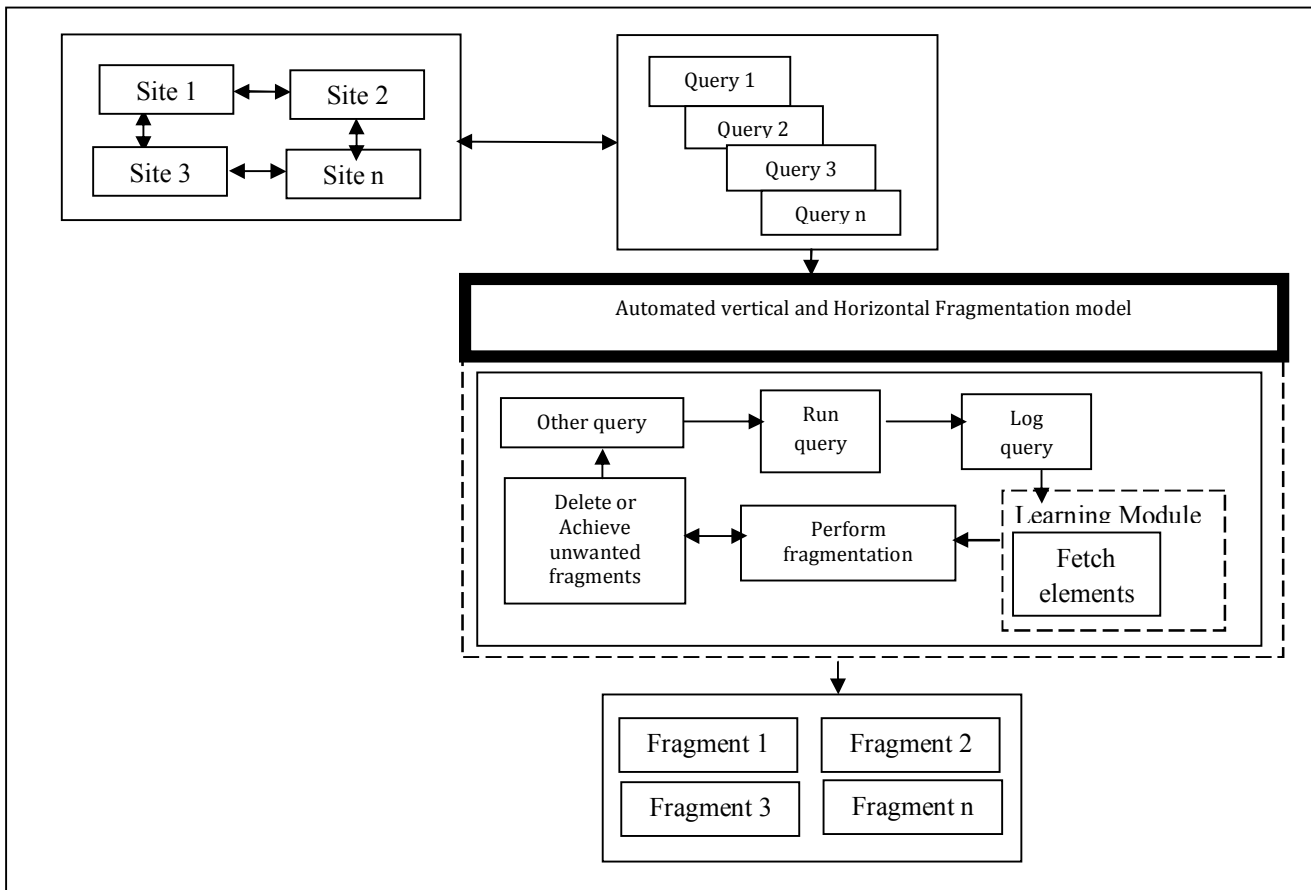 Site 1
Site 2
Site 3
Site n
Query 1
Query 2
Query 3
Query n
Automated vertical and Horizontal Fragmentation model
Other query
Run
query
Log
query
Delete or
Achieve
unwanted
fragments
Perform
fragmentation
Learning Module
Fetch
elements
Fragment 1
Fragment 2
Fragment 3
Fragment n